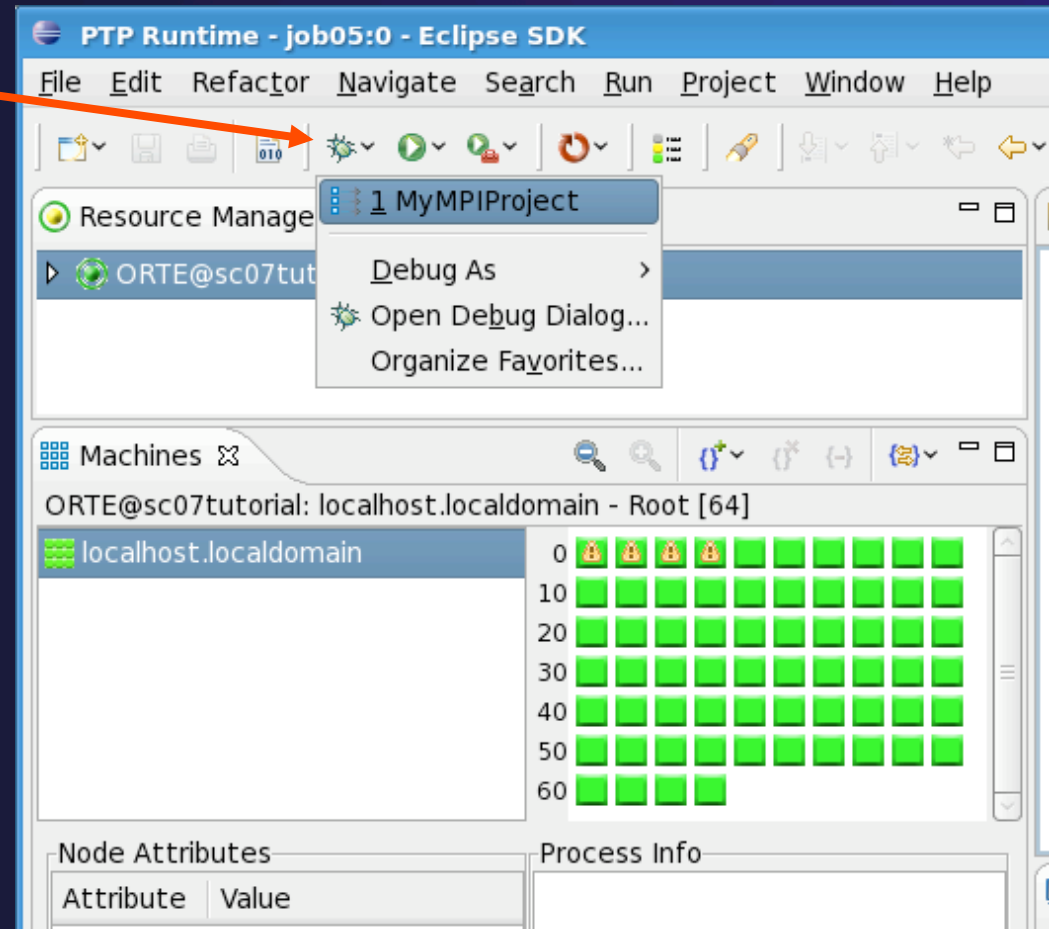 PTP Runtime - job05:0 - Eclipse SDK
File Edit Refactor Navigate Search Run Project Window Help
010
Resource Manage
1 MyMPIProject
ORTE@sc07tut
Debug As
Open Debug Dialog...
Organize Favorites...
Machines
ORTE@sc07tutorial: localhost.localdomain - Root [64]
localhost.localdomain
0
10
20
30
40
50
60
Node Attributes
Process Info
Attribute Value